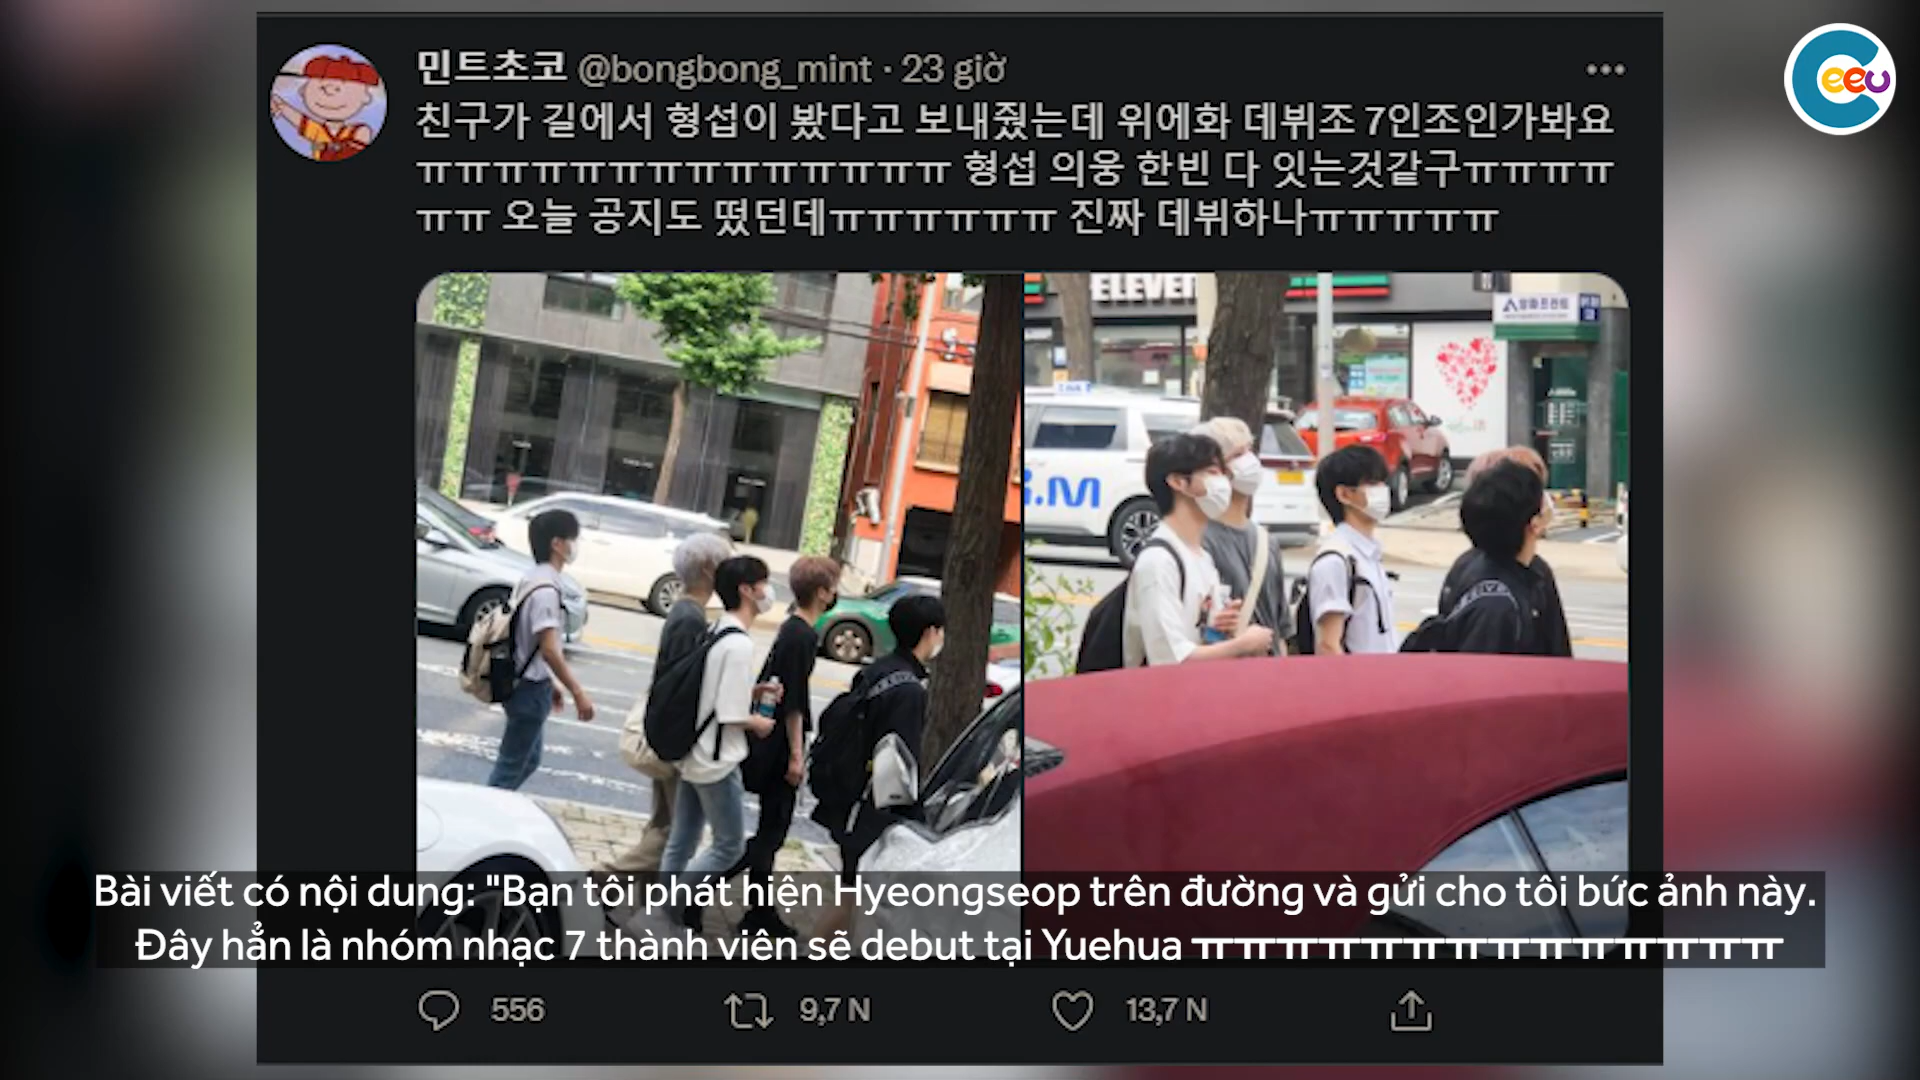 민트초코 @bongbong_mint · 23 giờ
친구가 길에서 형섭이 봤다고 보내줬는데 위에화 데뷔조 7인조인가봐요
ㅠㅠㅠㅠㅠㅠㅠㅠㅠㅠㅠㅠㅠㅠ 형섭 의웅 한빈 다 잇는것같구ㅠㅠㅠㅠ
ㅠㅠ 오늘 공지도 떴던데ㅠㅠㅠㅠㅠㅠ 진짜 데뷔하나ㅠㅠㅠㅠㅠ
Ceeu
ELEVEN
i.M
Bài viết có nội dung: "Bạn tôi phát hiện Hyeongseop trên đường và gửi cho tôi bức ảnh này.
Đây hẳn là nhóm nhạc 7 thành viên sẽ debut tại Yuehua ㅠㅠㅠㅠㅠㅠㅠㅠㅠㅠㅠㅠㅠㅠ
556 9,7 N 13,7 N